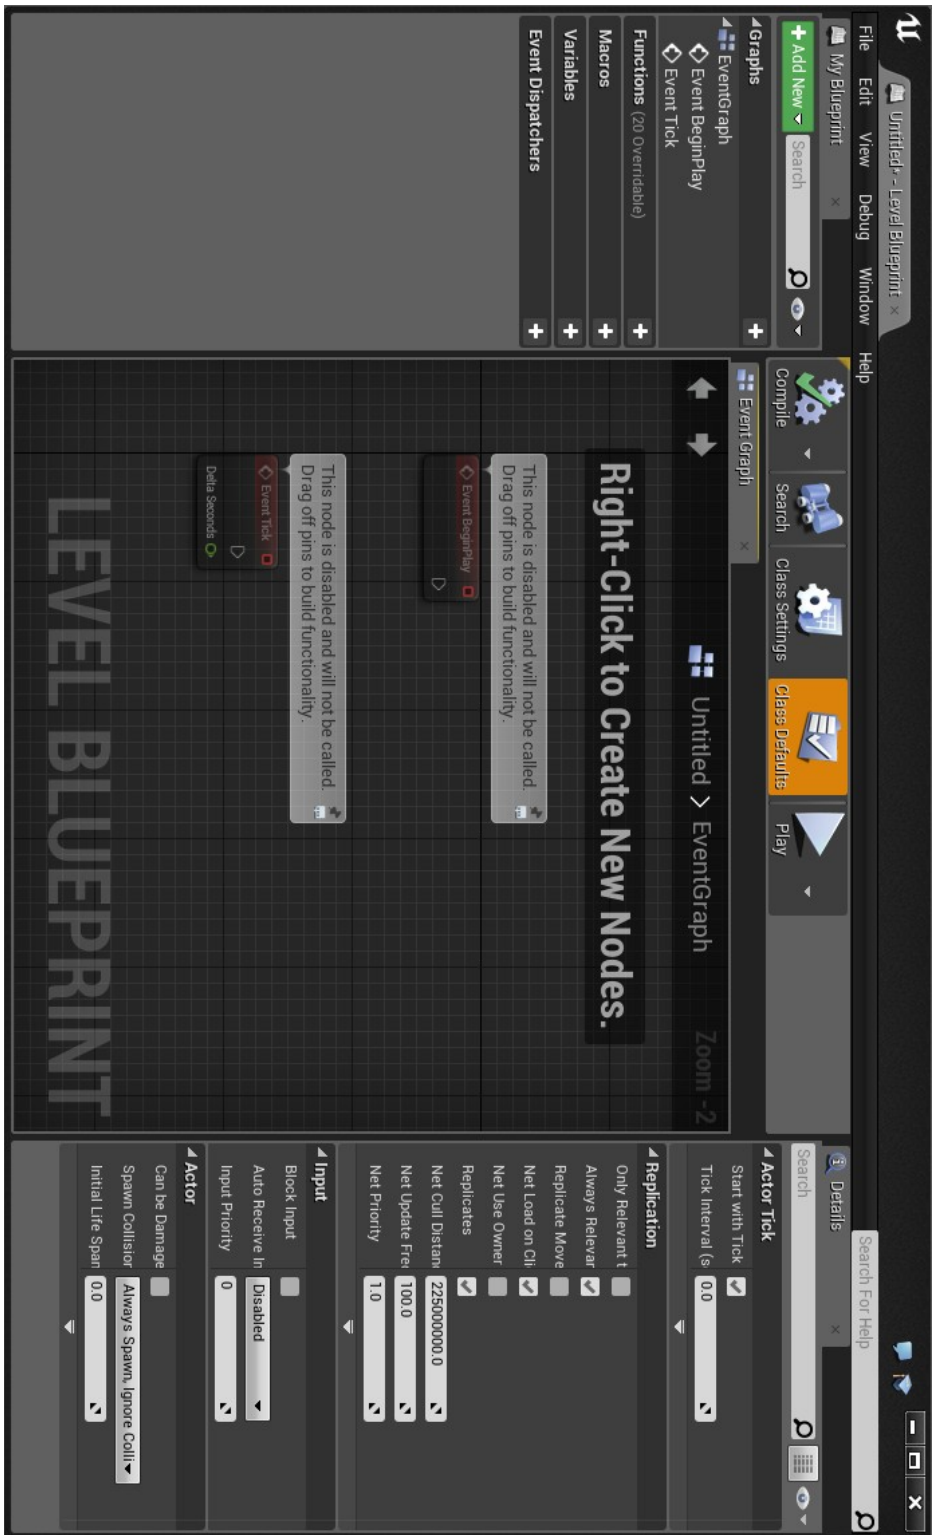 Untitled* - Level Blueprint
File Edit View Debug Window Help
Search For Help
My Blueprint
+ Add New
Search
Graphs
EventGraph
Event BeginPlay
Event Tick
Functions (20 Overridable)
Macros
Variables
Event Dispatchers
Compile
Search
Class Settings
Class Defaults
Play
Event Graph
Untitled > EventGraph
Zoom -2
Right-Click to Create New Nodes.
This node is disabled and will not be called.
Drag off pins to build functionality.
Event BeginPlay
This node is disabled and will not be called.
Drag off pins to build functionality.
Event Tick
Delta Seconds
LEVEL BLUEPRINT
Details
Search
Actor Tick
Start with Tick
Tick Interval (s 0.0
Replication
Only Relevant t
Always Relevar
Replicate Move
Net Load on Cli
Net Use Owner
Replicates
Net Cull Distan 225000000.0
Net Update Fre 100.0
Net Priority 1.0
Input
Block Input
Auto Receive In Disabled
Input Priority 0
Actor
Can be Damage
Spawn Collisior Always Spawn, Ignore Colli
Initial Life Span 0.0